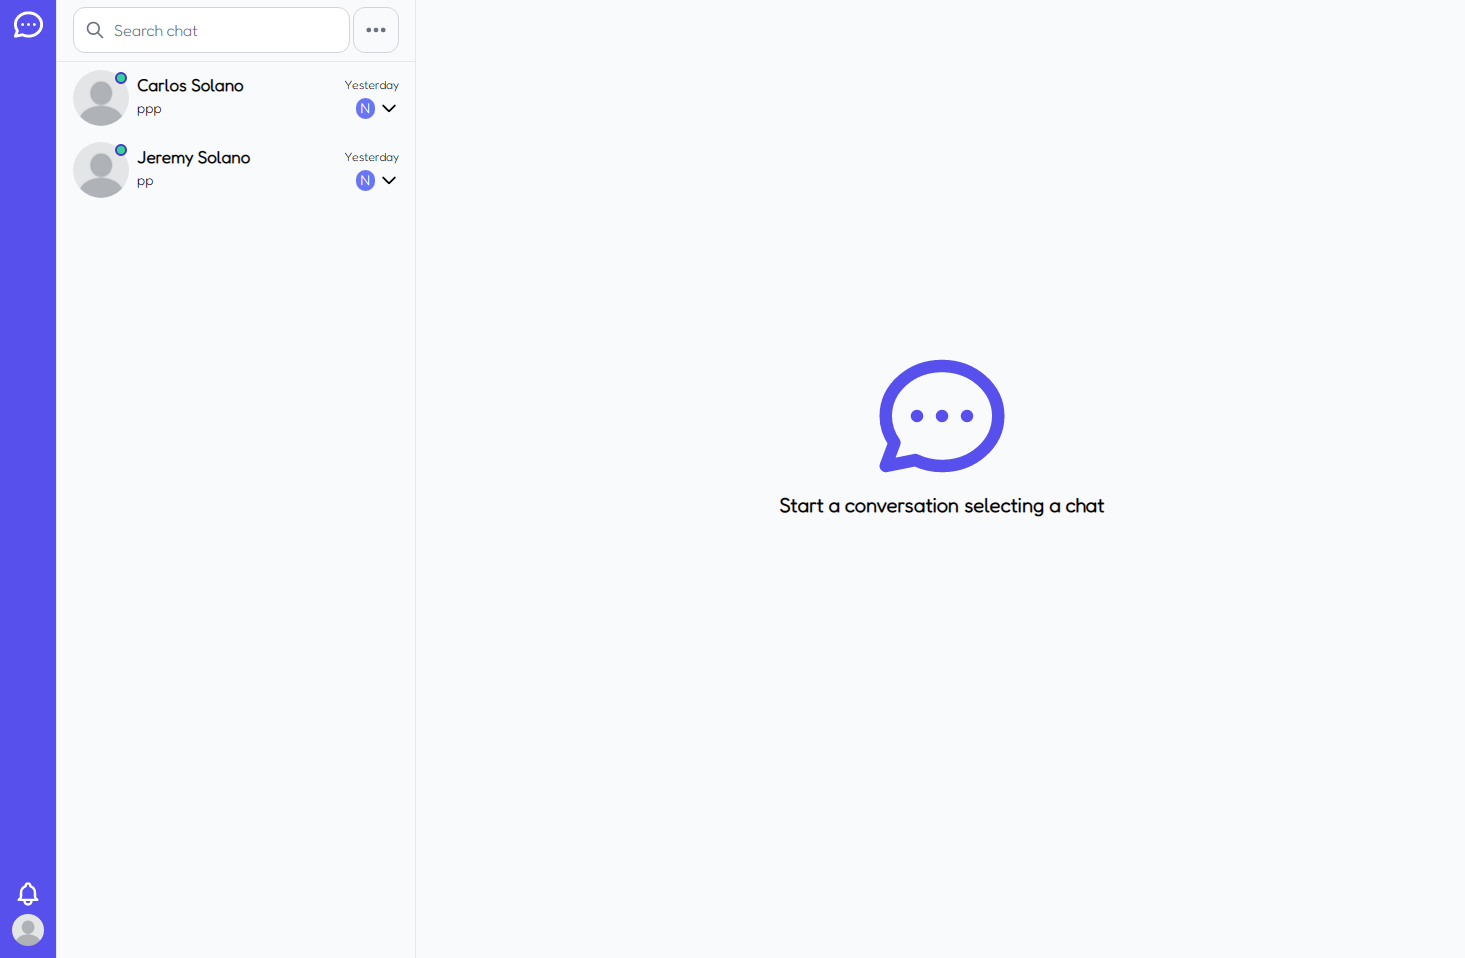 Search chat
Carlos Solano
Yesterday
ppp
N
Jeremy Solano
Yesterday
pp
N
Start a conversation selecting a chat